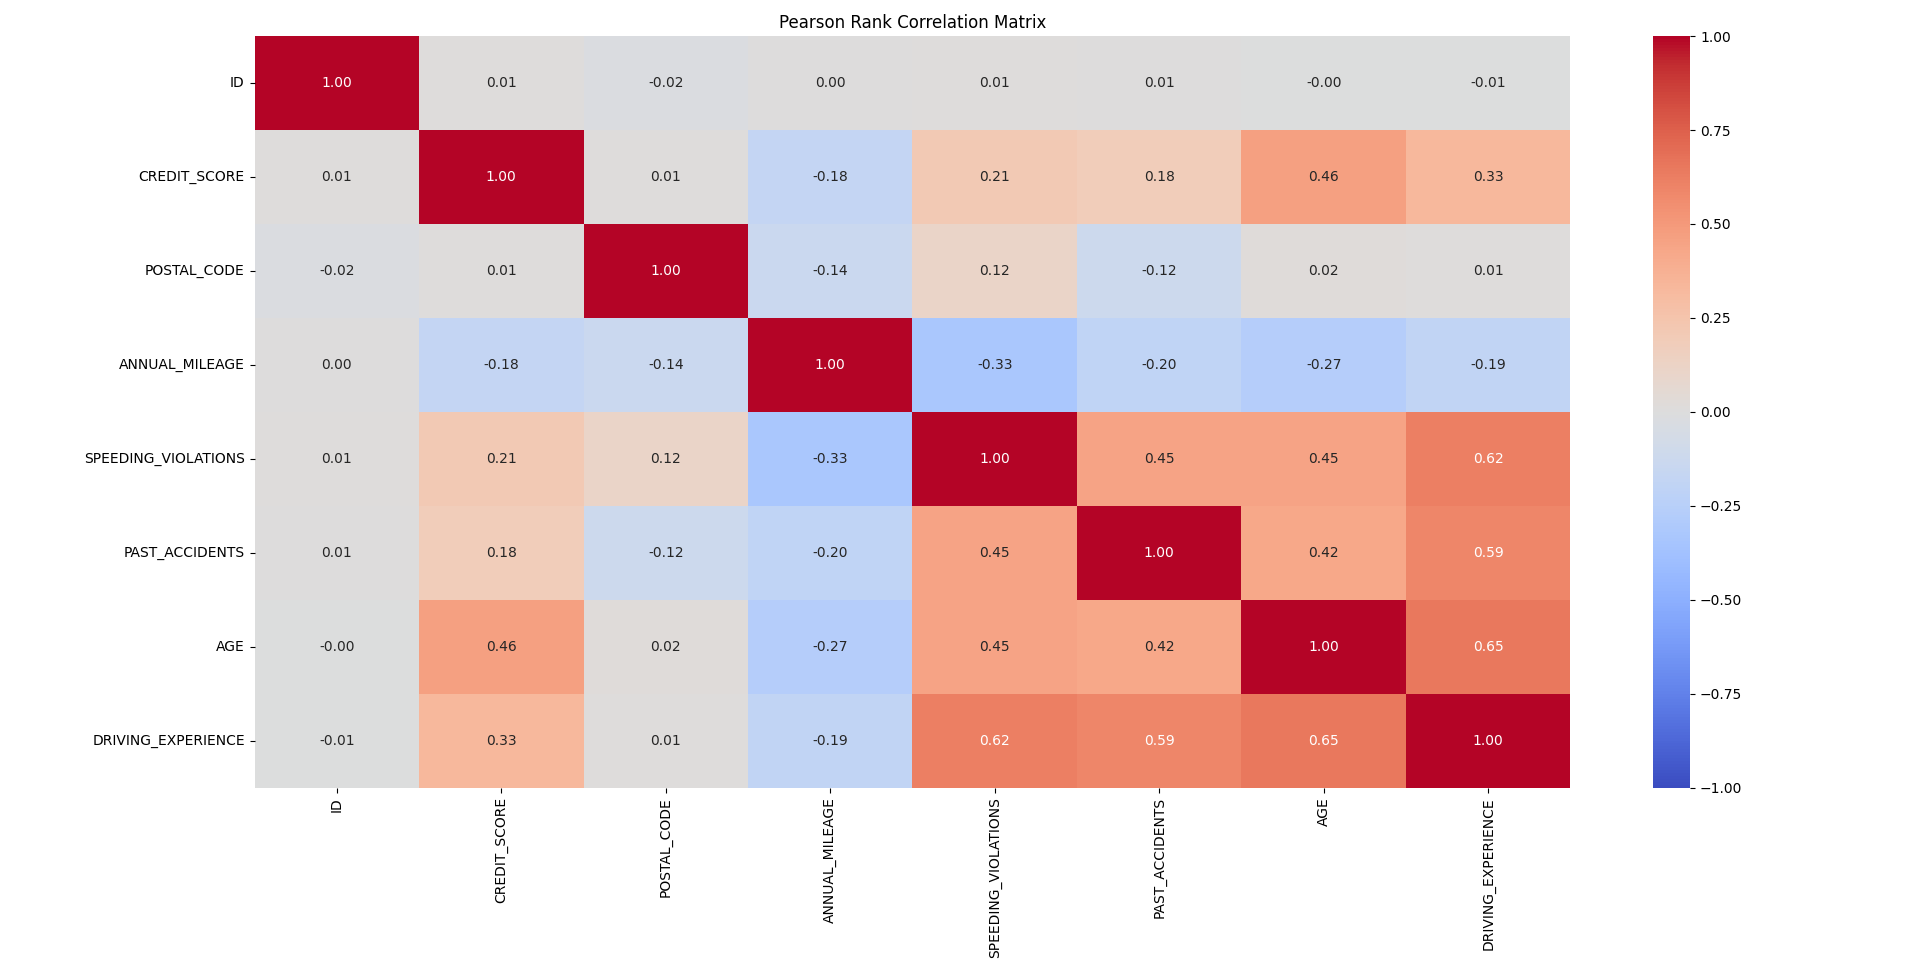 Pearson Rank Correlation Matrix
ID 1.00 0.01 -0.02 0.00 0.01 0.01 -0.00 -0.01
CREDIT_SCORE 0.01 1.00 0.01 -0.18 0.21 0.18 0.46 0.33
POSTAL_CODE -0.02 0.01 1.00 -0.14 0.12 -0.12 0.02 0.01
ANNUAL_MILEAGE 0.00 -0.18 -0.14 1.00 -0.33 -0.20 -0.27 -0.19
SPEEDING_VIOLATIONS 0.01 0.21 0.12 -0.33 1.00 0.45 0.45 0.62
PAST_ACCIDENTS 0.01 0.18 -0.12 -0.20 0.45 1.00 0.42 0.59
AGE -0.00 0.46 0.02 -0.27 0.45 0.42 1.00 0.65
DRIVING_EXPERIENCE -0.01 0.33 0.01 -0.19 0.62 0.59 0.65 1.00
ID
CREDIT_SCORE
POSTAL_CODE
ANNUAL_MILEAGE
SPEEDING_VIOLATIONS
PAST_ACCIDENTS
AGE
DRIVING_EXPERIENCE
1.00
0.75
0.50
0.25
0.00
−0.25
−0.50
−0.75
−1.00